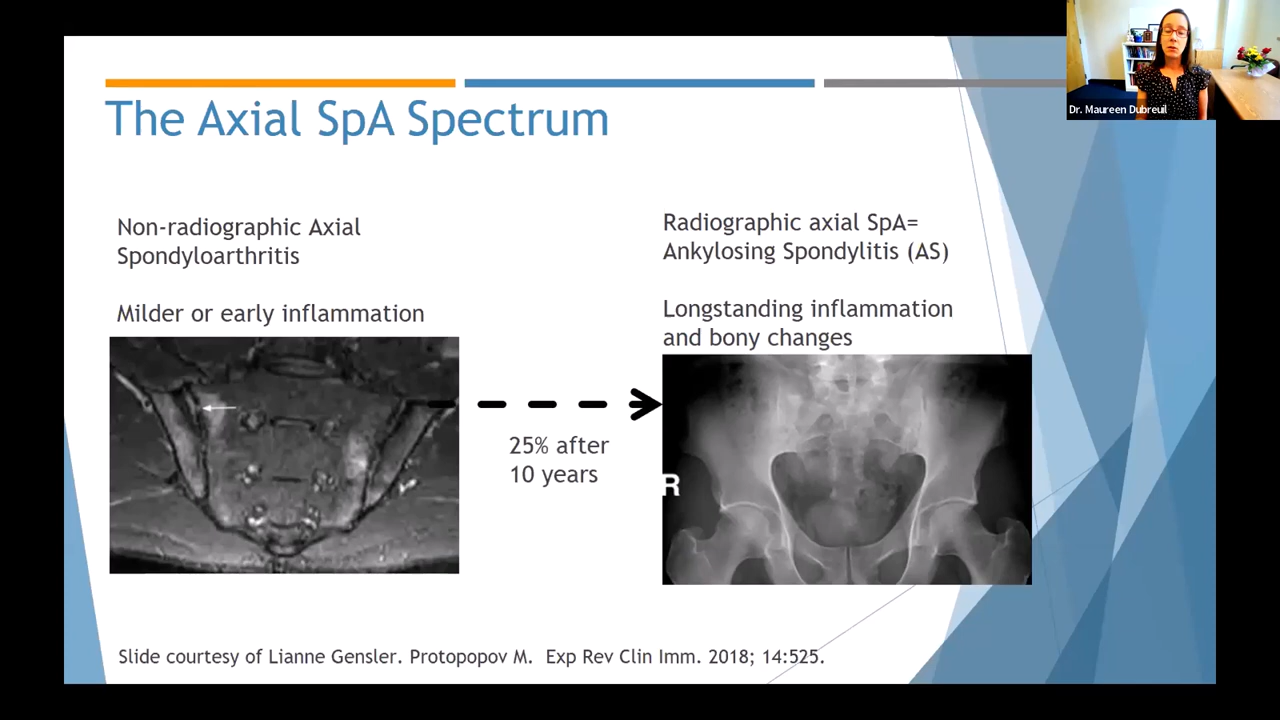 The Axial SpA Spectrum
Dr. Maureen Dubreuil
Non-radiographic Axial
Spondyloarthritis
Milder or early inflammation
Radiographic axial SpA=
Ankylosing Spondylitis (AS)
Longstanding inflammation
and bony changes
25% after
10 years
R
Slide courtesy of Lianne Gensler. Protopopov M. Exp Rev Clin Imm. 2018; 14:525.